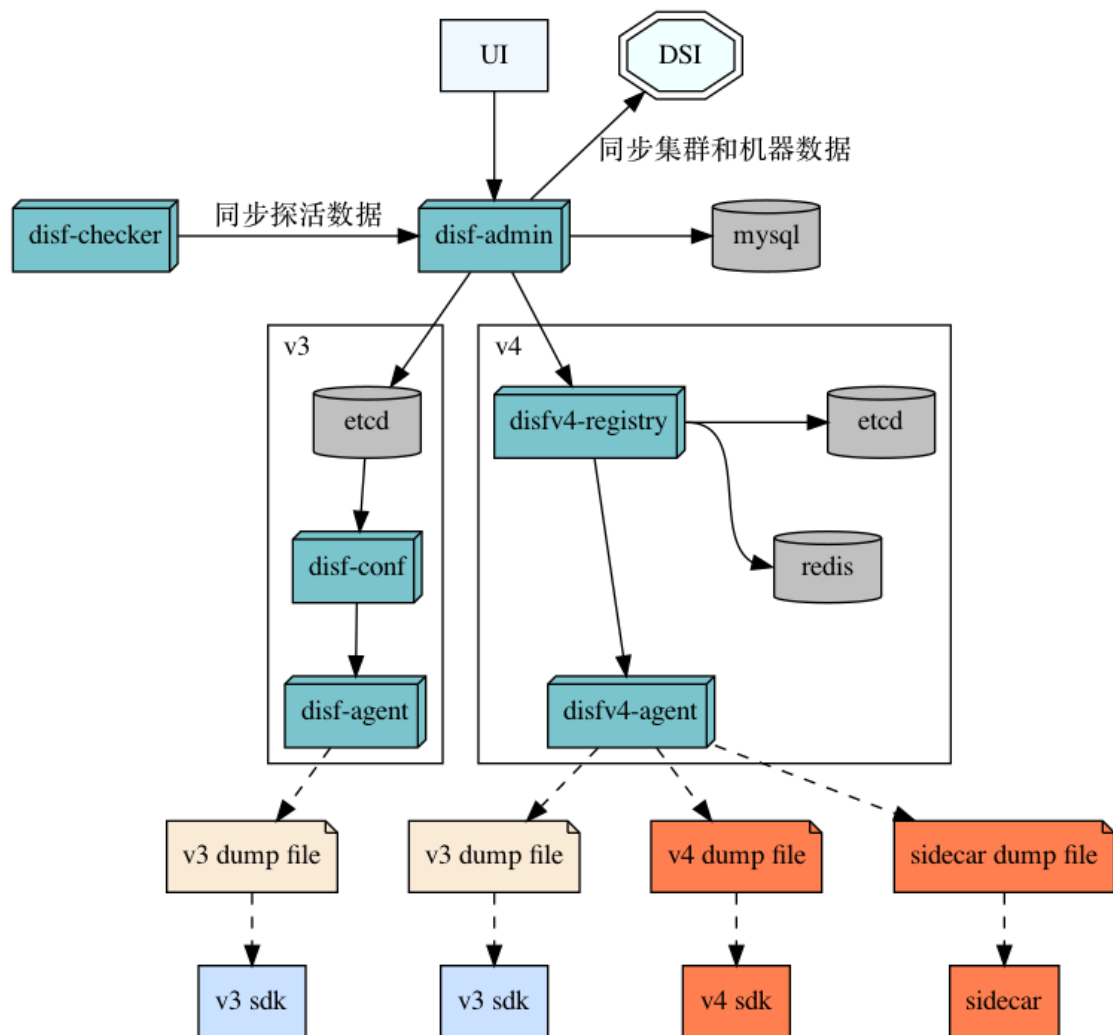 UI
DSI
同步集群和机器数据
disf-checker
同步探活数据
disf-admin
mysql
v3
v4
etcd
disfv4-registry
etcd
disf-conf
redis
disf-agent
disfv4-agent
v3 dump file
v3 dump file
v4 dump file
sidecar dump file
v3 sdk
v3 sdk
v4 sdk
sidecar